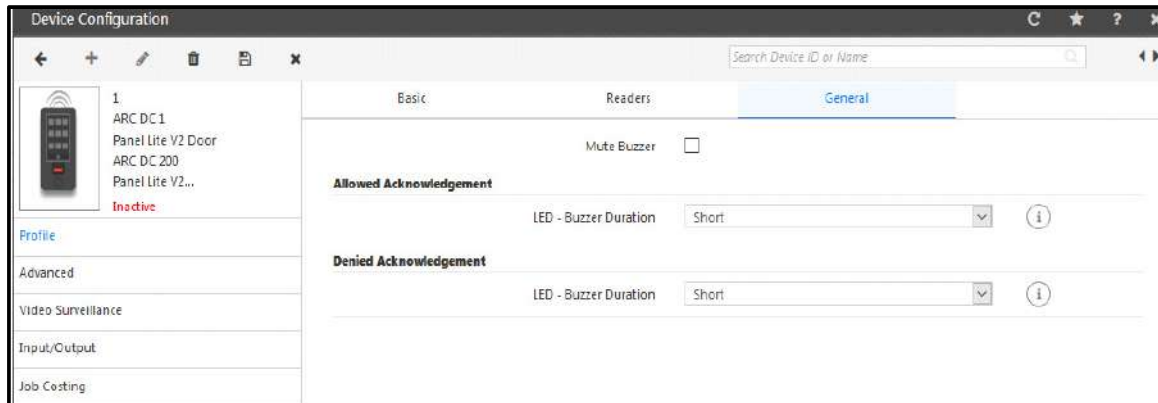 Device Configuration
Search Device ID or Name
1
ARC DC 1
Panel Lite V2 Door
ARC DC 200
Panel Lite V2...
Inactive
Profile
Advanced
Video Surveillance
Input/Output
Job Costing
Basic Readers General
Mute Buzzer
Allowed Acknowledgement
LED - Buzzer Duration Short
Denied Acknowledgement
LED - Buzzer Duration Short